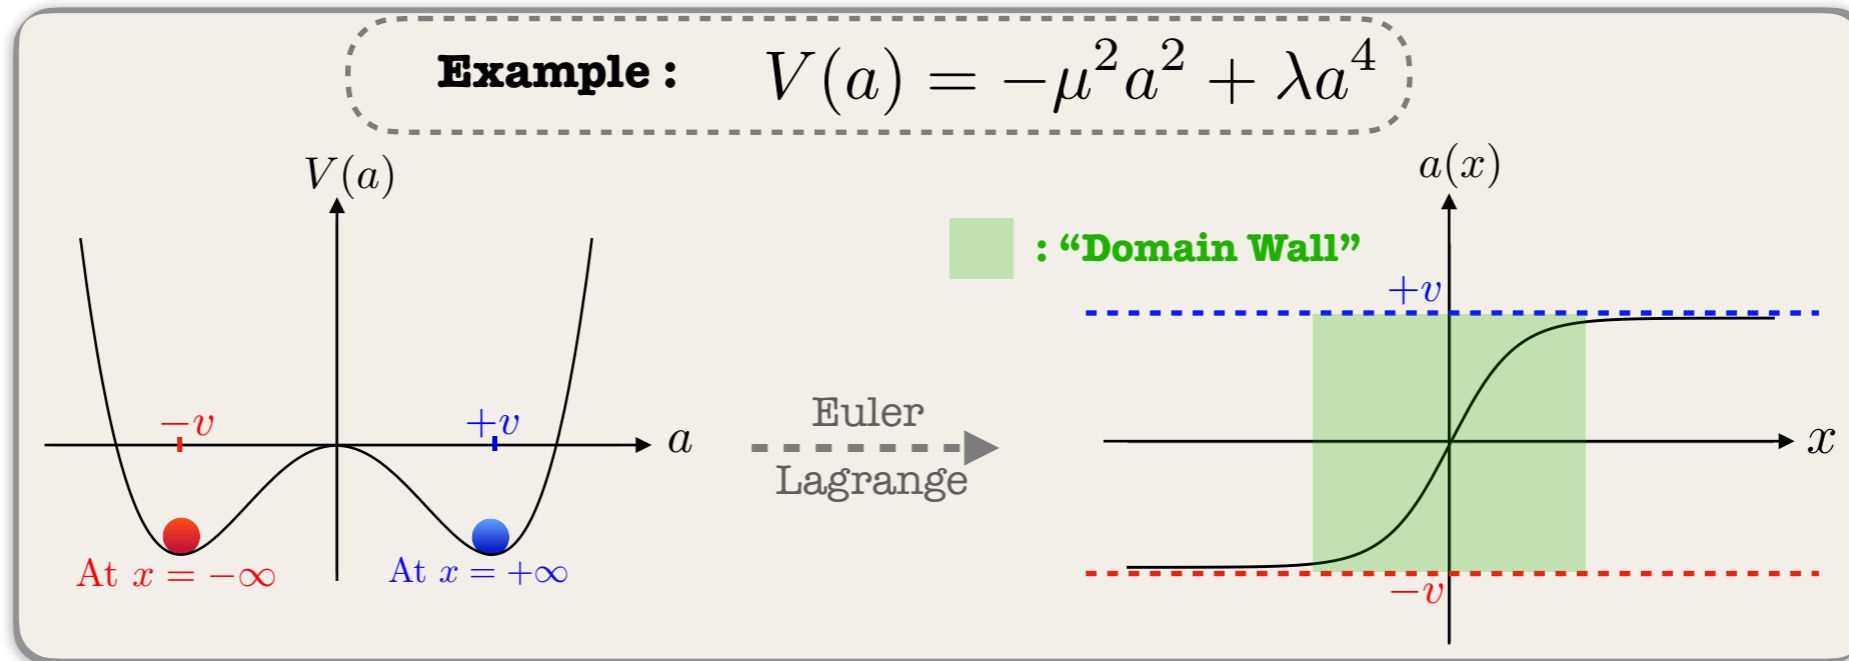 Example : V(a) = −μ²a² + λa⁴
V(a)
−v
+v
a
At x = −∞
At x = +∞
Euler
Lagrange
: “Domain Wall”
a(x)
+v
x
−v